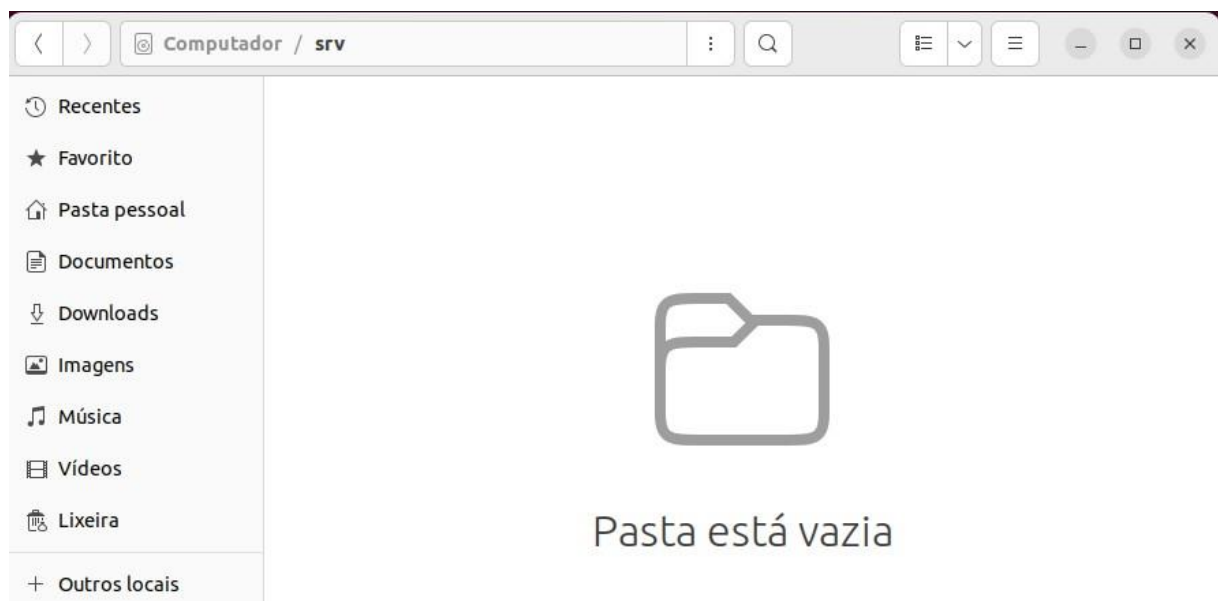 Computador / srv
Recentes
Favorito
Pasta pessoal
Documentos
Downloads
Imagens
Música
Vídeos
Lixeira
+ Outros locais
Pasta está vazia